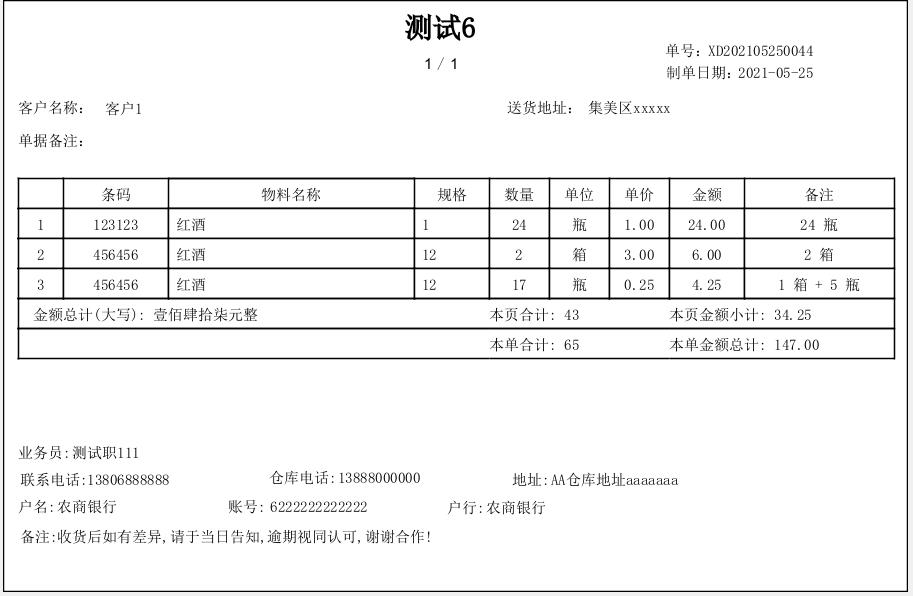 测试6
1 / 1
单号: XD202105250044
制单日期: 2021-05-25
客户名称: 客户1 送货地址: 集美区xxxxx
单据备注:
条码 物料名称 规格 数量 单位 单价 金额 备注
1 123123 红酒 1 24 瓶 1.00 24.00 24 瓶
2 456456 红酒 12 2 箱 3.00 6.00 2 箱
3 456456 红酒 12 17 瓶 0.25 4.25 1 箱 + 5 瓶
金额总计(大写): 壹佰肆拾柒元整 本页合计: 43 本页金额小计: 34.25
本单合计: 65 本单金额总计: 147.00
业务员:测试职111
联系电话:13806888888 仓库电话:13888000000 地址:AA仓库地址aaaaaaa
户名:农商银行 账号: 6222222222222 户行:农商银行
备注:收货后如有差异,请于当日告知,逾期视同认可,谢谢合作!